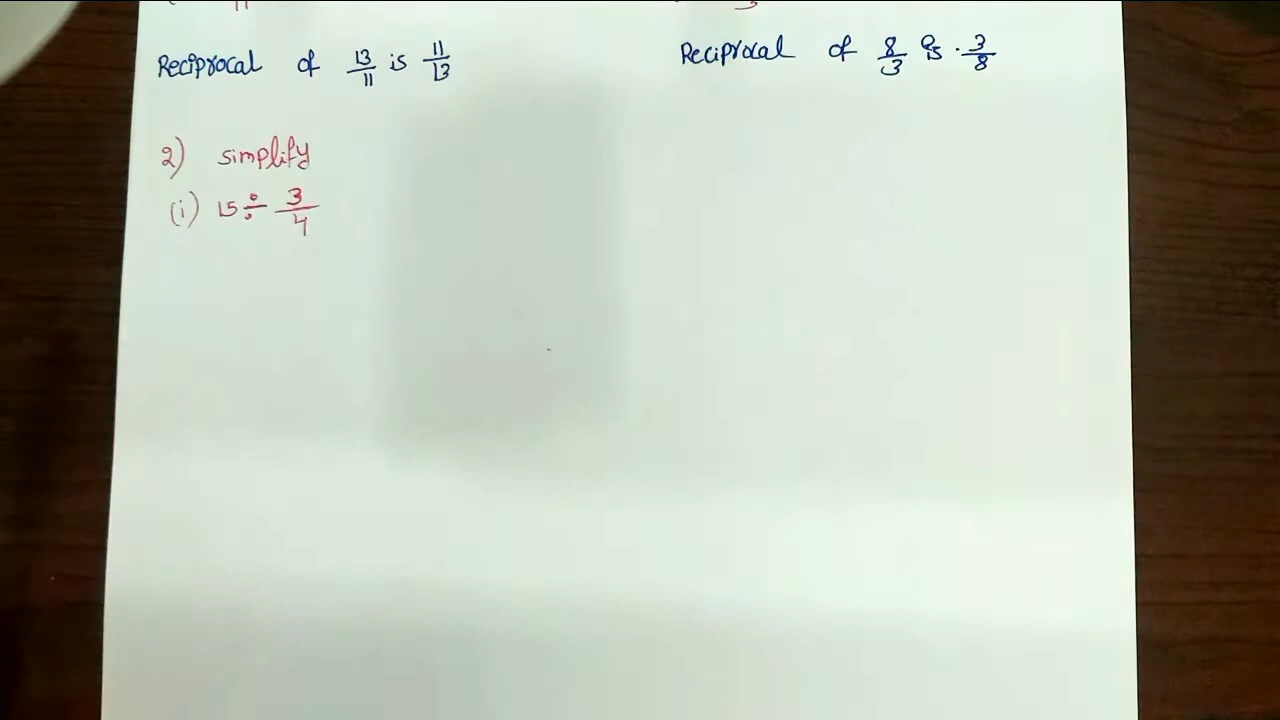 Reciprocal of 13/11 is 11/13
Reciprocal of 8/3 is 3/8
2) simplify
(i) 15 ÷ 3/4